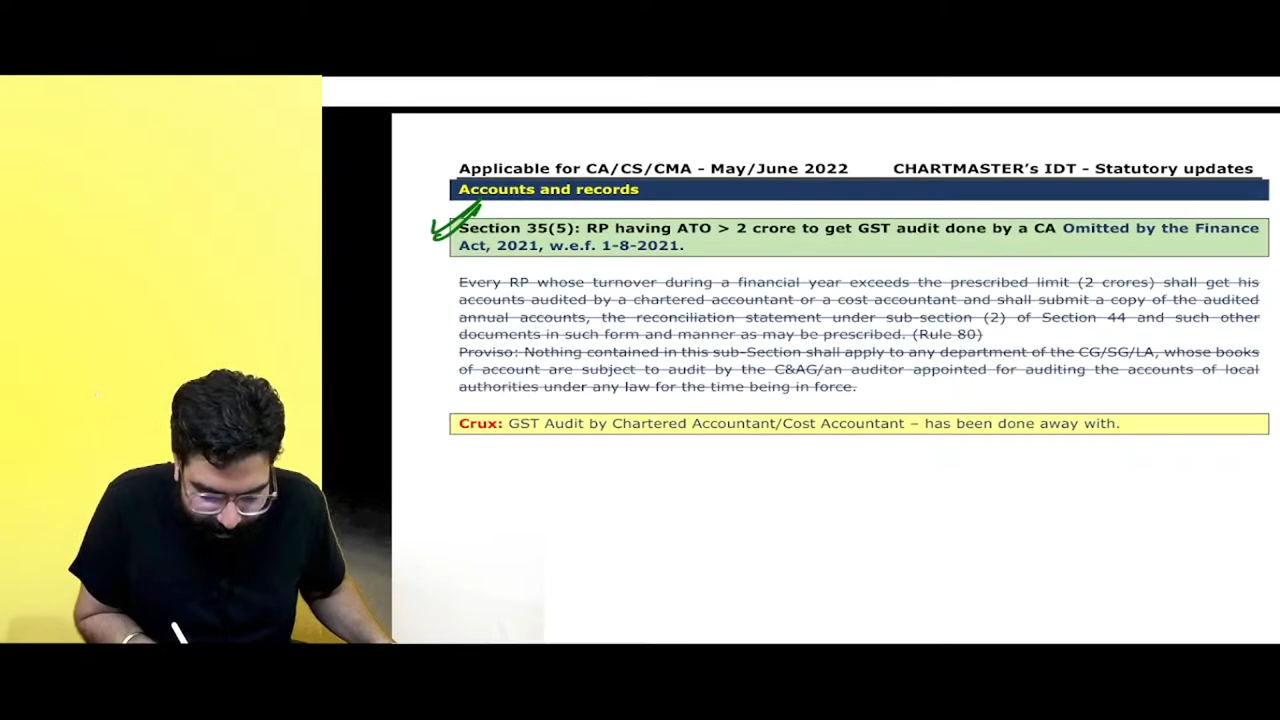 Applicable for CA/CS/CMA - May/June 2022 CHARTMASTER's IDT - Statutory updates
Accounts and records
Section 35(5): RP having ATO > 2 crore to get GST audit done by a CA Omitted by the Finance
Act, 2021, w.e.f. 1-8-2021.
Every RP whose turnover during a financial year exceeds the prescribed limit (2 crores) shall get his
accounts audited by a chartered accountant or a cost accountant and shall submit a copy of the audited
annual accounts, the reconciliation statement under sub-section (2) of Section 44 and such other
documents in such form and manner as may be prescribed. (Rule 80)
Proviso: Nothing contained in this sub-Section shall apply to any department of the CG/SG/LA, whose books
of account are subject to audit by the C&AG/an auditor appointed for auditing the accounts of local
authorities under any law for the time being in force.
Crux: GST Audit by Chartered Accountant/Cost Accountant – has been done away with.